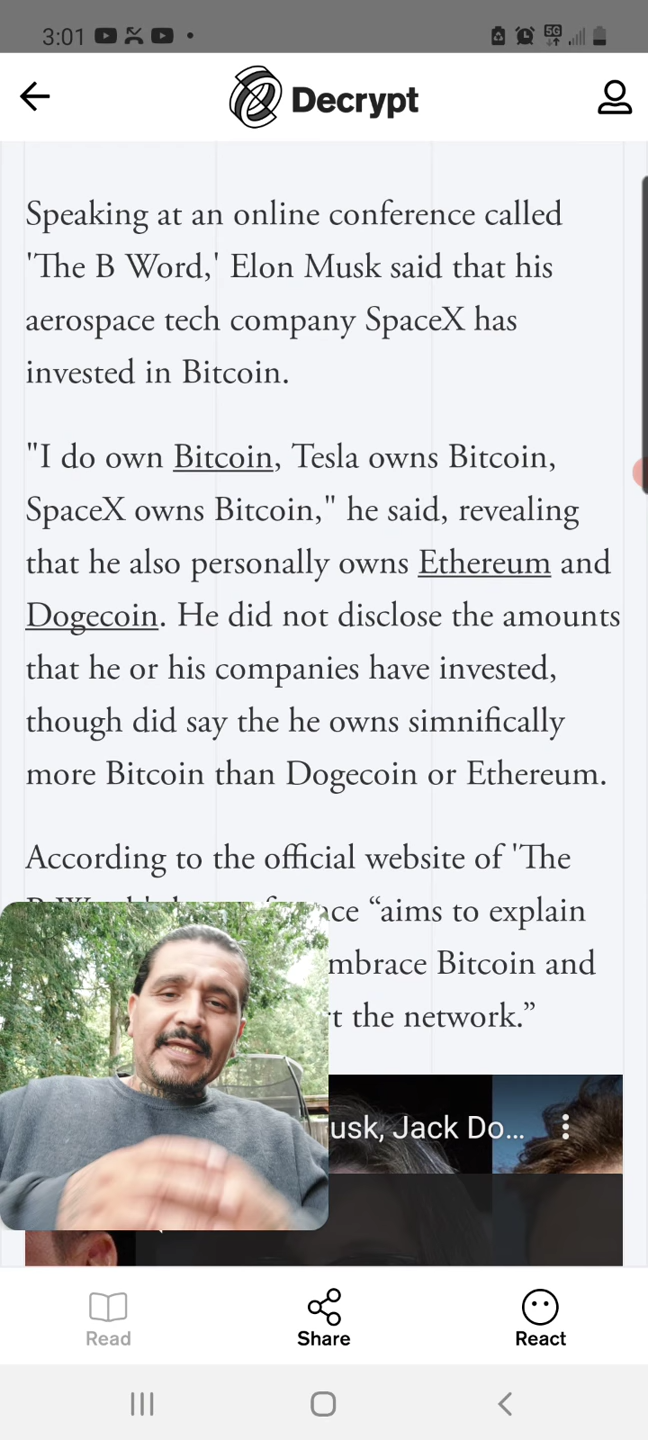 3:01
5G
Decrypt
Speaking at an online conference called
'The B Word,' Elon Musk said that his
aerospace tech company SpaceX has
invested in Bitcoin.
"I do own Bitcoin, Tesla owns Bitcoin,
SpaceX owns Bitcoin," he said, revealing
that he also personally owns Ethereum and
Dogecoin. He did not disclose the amounts
that he or his companies have invested,
though did say the he owns simnifically
more Bitcoin than Dogecoin or Ethereum.
According to the official website of 'The
“aims to explain
Bitcoin and
the network.”
Jack Do...
Read
Share
React